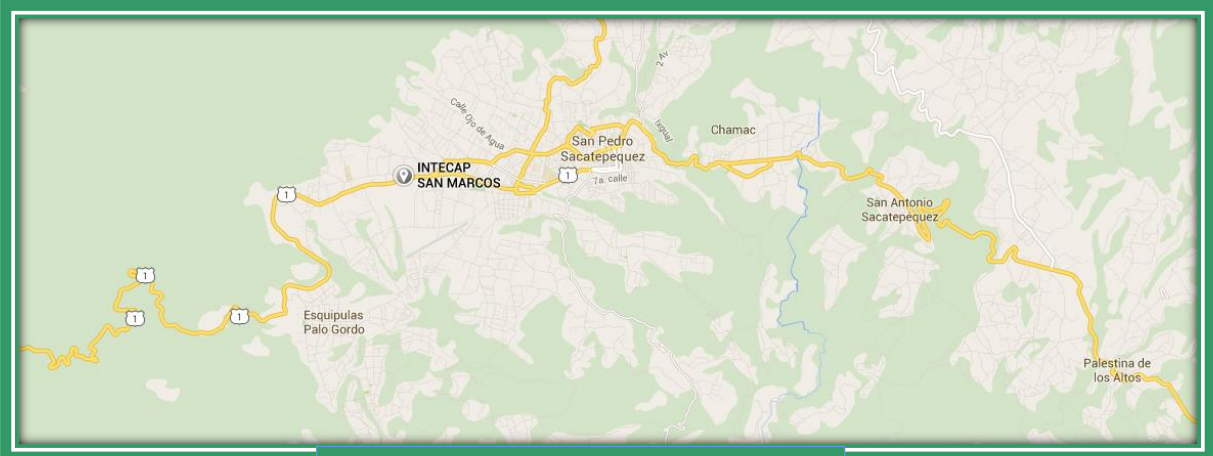 2 Av
Calle Ojo de Agua
Ixigual
Chamac
San Pedro
Sacatepequez
INTECAP
SAN MARCOS
1
7a. calle
1
San Antonio
Sacatepequez
1
1
1
Esquipulas
Palo Gordo
Palestina de
los Altos